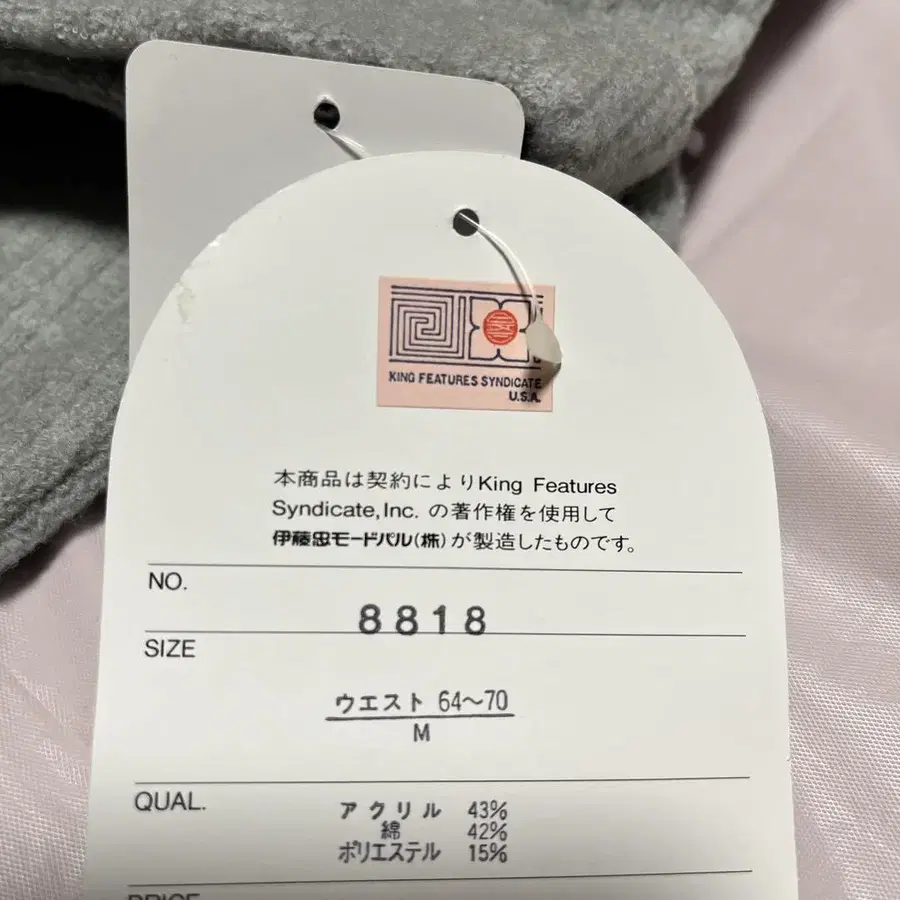 KING FEATURES SYNDICATE
U.S.A.
本商品は契約によりKing Features
Syndicate, Inc. の著作権を使用して
伊藤忠モードパル(株)が製造したものです。
NO.
8818
SIZE
ウエスト 64〜70
M
QUAL.
アクリル 43%
綿 42%
ポリエステル 15%
PRICE